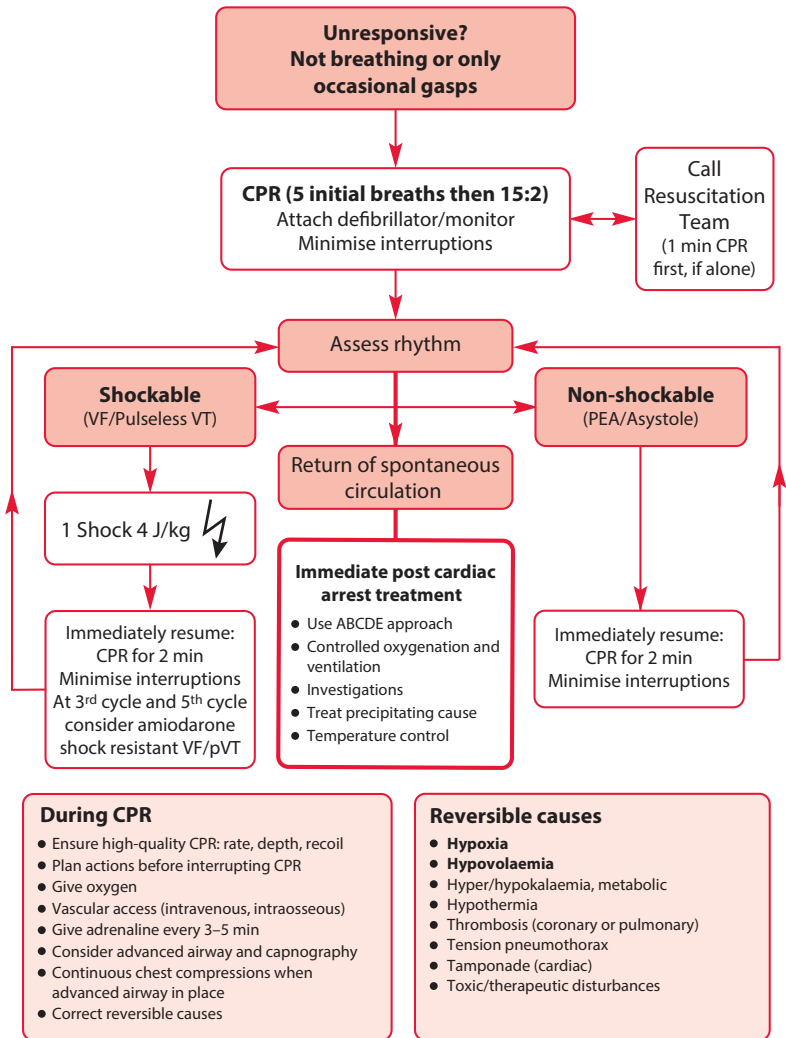 Unresponsive?
Not breathing or only
occasional gasps
CPR (5 initial breaths then 15:2)
Attach defibrillator/monitor
Minimise interruptions
Call
Resuscitation
Team
(1 min CPR
first, if alone)
Assess rhythm
Shockable
(VF/Pulseless VT)
Non-shockable
(PEA/Asystole)
Return of spontaneous
circulation
1 Shock 4 J/kg
Immediately resume:
CPR for 2 min
Minimise interruptions
At 3rd cycle and 5th cycle
consider amiodarone
shock resistant VF/pVT
Immediate post cardiac
arrest treatment
● Use ABCDE approach
● Controlled oxygenation and
ventilation
● Investigations
● Treat precipitating cause
● Temperature control
Immediately resume:
CPR for 2 min
Minimise interruptions
During CPR
● Ensure high-quality CPR: rate, depth, recoil
● Plan actions before interrupting CPR
● Give oxygen
● Vascular access (intravenous, intraosseous)
● Give adrenaline every 3–5 min
● Consider advanced airway and capnography
● Continuous chest compressions when
advanced airway in place
● Correct reversible causes
Reversible causes
● Hypoxia
● Hypovolaemia
● Hyper/hypokalaemia, metabolic
● Hypothermia
● Thrombosis (coronary or pulmonary)
● Tension pneumothorax
● Tamponade (cardiac)
● Toxic/therapeutic disturbances